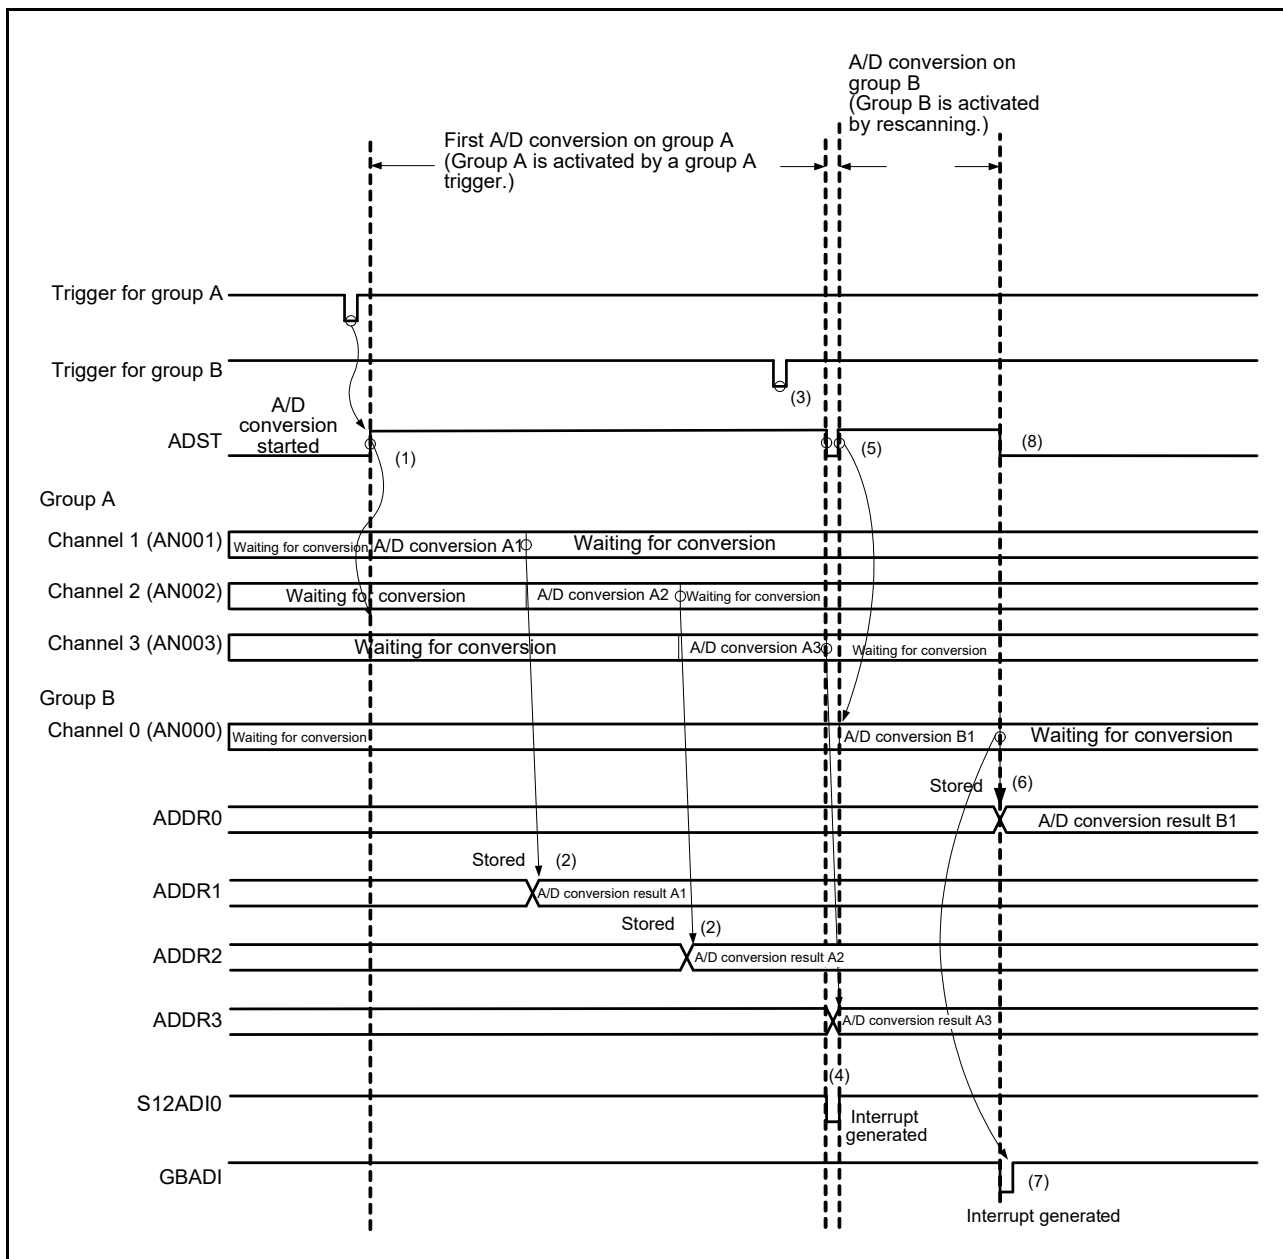 A/D conversion on
group B
(Group B is activated
by rescanning.)
First A/D conversion on group A
(Group A is activated by a group A
trigger.)
Trigger for group A
Trigger for group B
(3)
A/D
conversion
started
ADST
(1)
(5)
(8)
Group A
Channel 1 (AN001)
Waiting for conversion
A/D conversion A1
Waiting for conversion
Channel 2 (AN002)
Waiting for conversion
A/D conversion A2
Waiting for conversion
Channel 3 (AN003)
Waiting for conversion
A/D conversion A3
Waiting for conversion
Group B
Channel 0 (AN000)
Waiting for conversion
A/D conversion B1
Waiting for conversion
Stored
(6)
ADDR0
A/D conversion result B1
Stored
(2)
ADDR1
A/D conversion result A1
Stored
(2)
ADDR2
A/D conversion result A2
ADDR3
A/D conversion result A3
(4)
S12ADI0
Interrupt
generated
GBADI
(7)
Interrupt generated